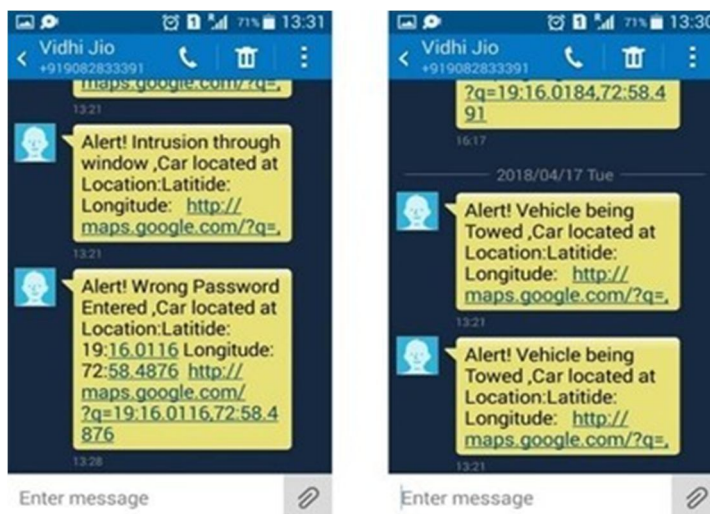 71% 13:31
Vidhi Jio
+919082833391
maps.google.com/?q=,
13:21
Alert! Intrusion through
window ,Car located at
Location:Latitide:
Longitude: http://
maps.google.com/?q=,
13:21
Alert! Wrong Password
Entered ,Car located at
Location:Latitide:
19:16.0116 Longitude:
72:58.4876 http://
maps.google.com/
?q=19:16.0116,72:58.4
876
13:28
Enter message
71% 13:30
Vidhi Jio
+919082833391
?q=19:16.0184,72:58.4
91
16:17
2018/04/17 Tue
Alert! Vehicle being
Towed ,Car located at
Location:Latitide:
Longitude: http://
maps.google.com/?q=,
13:21
Alert! Vehicle being
Towed ,Car located at
Location:Latitide:
Longitude: http://
maps.google.com/?q=,
13:21
Enter message